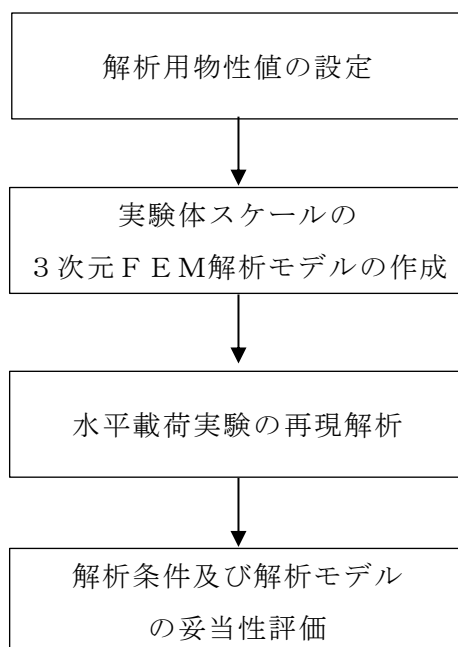 解析用物性値の設定
実験体スケールの
３次元ＦＥＭ解析モデルの作成
水平載荷実験の再現解析
解析条件及び解析モデル
の妥当性評価